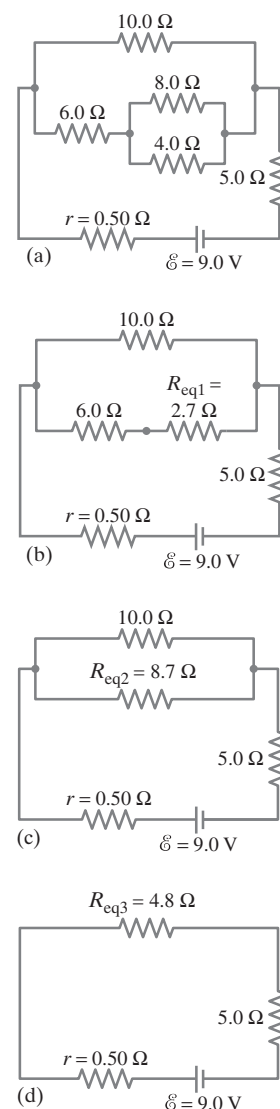 10.0 Ω
8.0 Ω
6.0 Ω
4.0 Ω
5.0 Ω
r = 0.50 Ω
(a)
ℰ = 9.0 V
10.0 Ω
R_eq1 =
6.0 Ω 2.7 Ω
5.0 Ω
r = 0.50 Ω
(b)
ℰ = 9.0 V
10.0 Ω
R_eq2 = 8.7 Ω
5.0 Ω
r = 0.50 Ω
(c)
ℰ = 9.0 V
R_eq3 = 4.8 Ω
5.0 Ω
r = 0.50 Ω
(d)
ℰ = 9.0 V